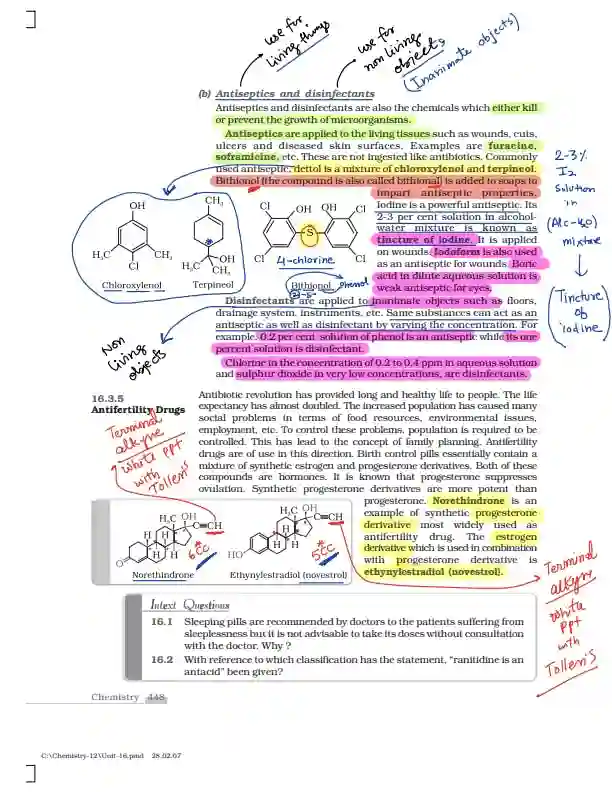 use for
living things
use for
non living
objects
(Inanimate objects)
(b) Antiseptics and disinfectants
Antiseptics and disinfectants are also the chemicals which either kill
or prevent the growth of microorganisms.
Antiseptics are applied to the living tissues such as wounds, cuts,
ulcers and diseased skin surfaces. Examples are furacine,
soframicine, etc. These are not ingested like antibiotics. Commonly
used antiseptic, dettol is a mixture of chloroxylenol and terpineol.
Bithionol (the compound is also called bithional) is added to soaps to
impart antiseptic properties.
Iodine is a powerful antiseptic. Its
2-3 per cent solution in alcohol-
water mixture is known as
tincture of iodine. It is applied
on wounds. Iodoform is also used
as an antiseptic for wounds. Boric
acid in dilute aqueous solution is
weak antiseptic for eyes.
2-3%
I2
Solution
in
mixture
(Tincture
of
iodine)
OH
H3C
CH3
Cl
Chloroxylenol
CH3
*
OH
H3C
CH3
Terpineol
Cl
OH
OH
Cl
S
Cl
Cl
4-chlorine
Bithionol
phenol
Disinfectants are applied to inanimate objects such as floors,
drainage system, instruments, etc. Same substances can act as an
antiseptic as well as disinfectant by varying the concentration. For
example, 0.2 per cent solution of phenol is an antiseptic while its one
percent solution is disinfectant.
Chlorine in the concentration of 0.2 to 0.4 ppm in aqueous solution
and sulphur dioxide in very low concentrations, are disinfectants.
Non
living
objects
16.3.5
Antifertility Drugs
Antibiotic revolution has provided long and healthy life to people. The life
expectancy has almost doubled. The increased population has caused many
social problems in terms of food resources, environmental issues,
employment, etc. To control these problems, population is required to be
controlled. This has lead to the concept of family planning. Antifertility
drugs are of use in this direction. Birth control pills essentially contain a
mixture of synthetic estrogen and progesterone derivatives. Both of these
compounds are hormones. It is known that progesterone suppresses
ovulation. Synthetic progesterone derivatives are more potent than
progesterone. Norethindrone is an
example of synthetic progesterone
derivative most widely used as
antifertility drug. The estrogen
derivative which is used in combination
with progesterone derivative is
ethynylestradiol (novestrol).
Terminal
alkyne
white ppt
with
Tollen's
H3C OH
C≡CH
H
H
H
H
O
6CC
Norethindrone
H3C OH
C≡CH
H
H
H
HO
5CC
Ethynylestradiol (novestrol)
Terminal
alkyne
white
ppt
with
Tollen's
Intext Questions
16.1 Sleeping pills are recommended by doctors to the patients suffering from
sleeplessness but it is not advisable to take its doses without consultation
with the doctor. Why ?
16.2 With reference to which classification has the statement, "ranitidine is an
antacid" been given?
Chemistry 448
C:\Chemistry-12\Unit-16.pmd 28.02.07